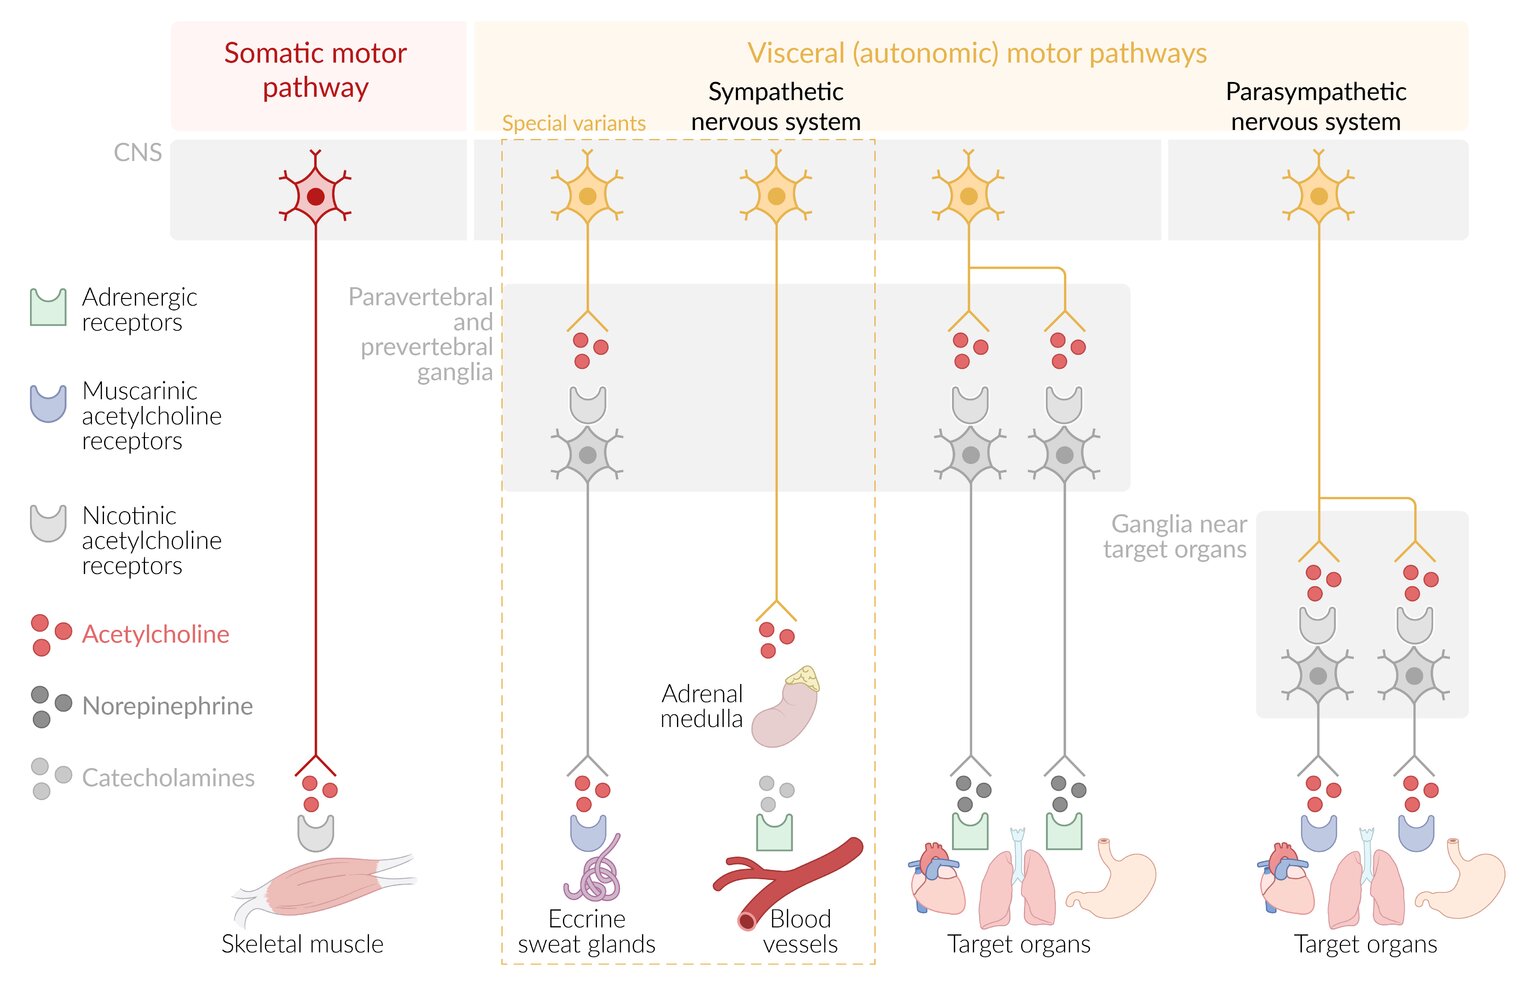 Somatic motor
pathway
Visceral (autonomic) motor pathways
Special variants
Sympathetic
nervous system
Parasympathetic
nervous system
CNS
Adrenergic
receptors
Muscarinic
acetylcholine
receptors
Nicotinic
acetylcholine
receptors
Acetylcholine
Norepinephrine
Catecholamines
Paravertebral
and
prevertebral
ganglia
Ganglia near
target organs
Adrenal
medulla
Skeletal muscle
Eccrine
sweat glands
Blood
vessels
Target organs
Target organs